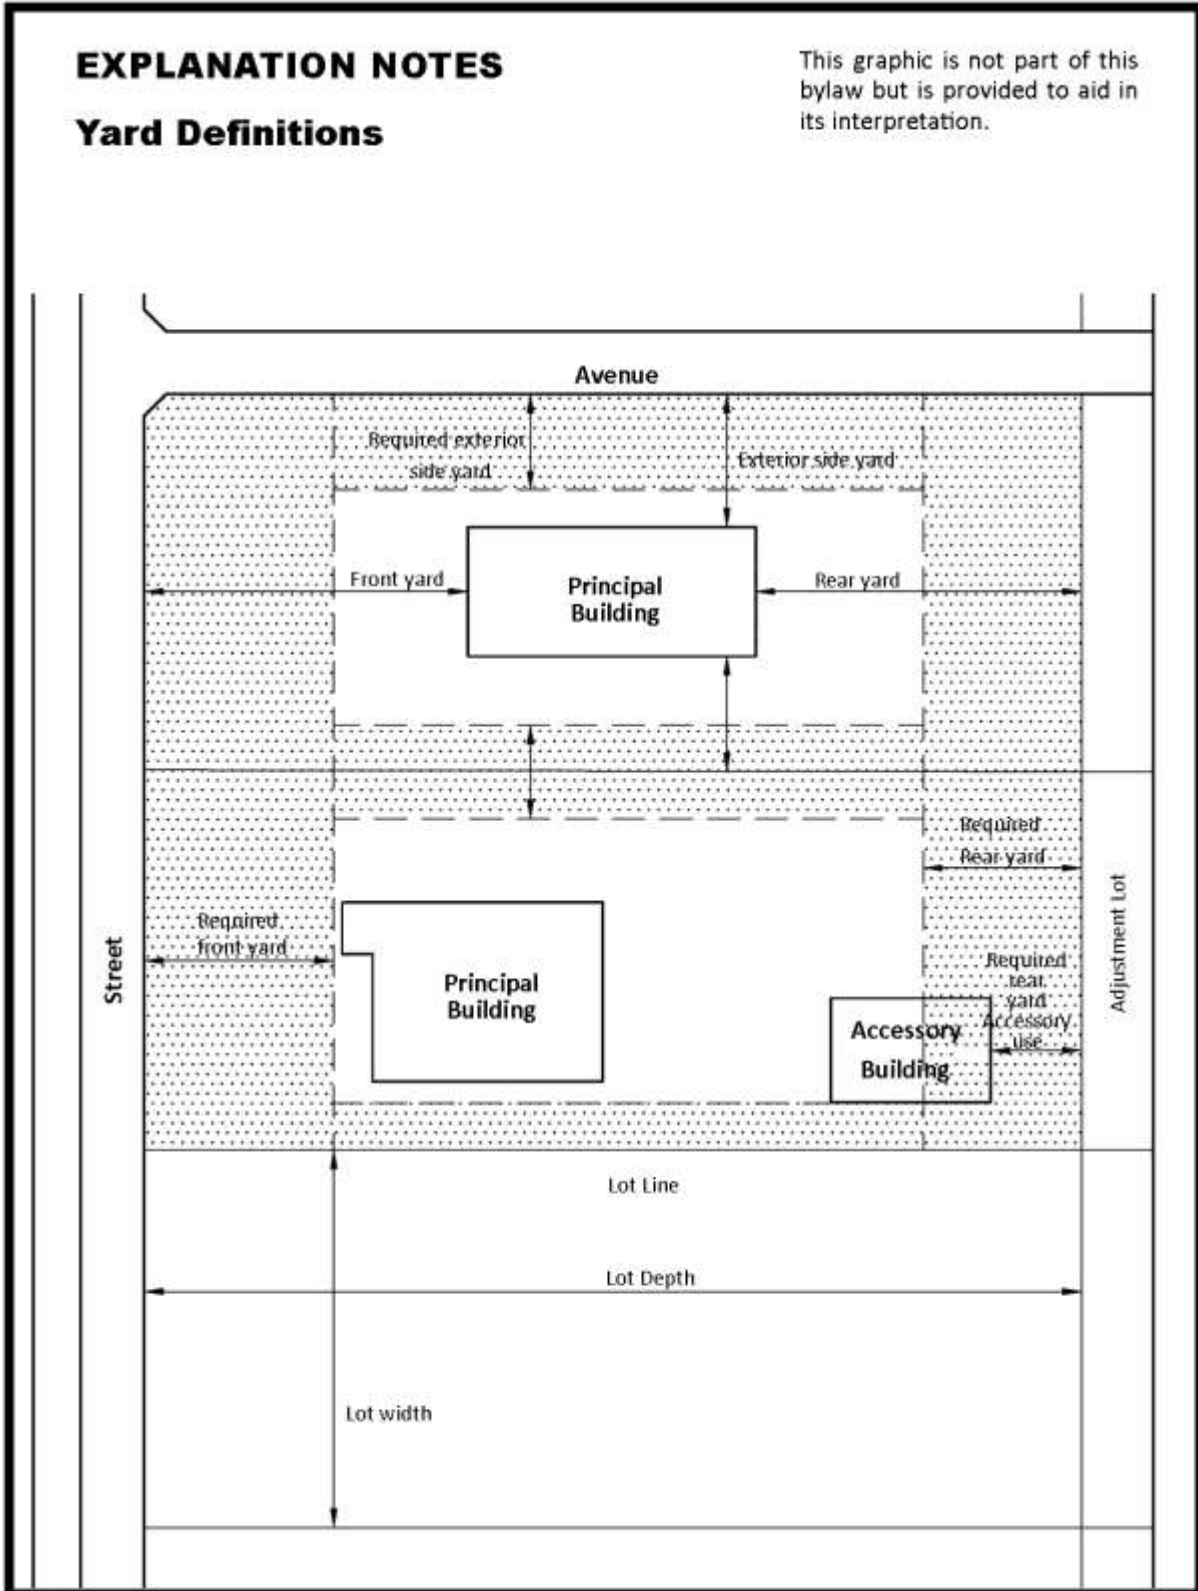 EXPLANATION NOTES
Yard Definitions
This graphic is not part of this
bylaw but is provided to aid in
its interpretation.
Avenue
Required exterior
side yard
Exterior side yard
Front yard
Principal
Building
Rear yard
Required
Rear yard
Adjustment Lot
Street
Required
front yard
Principal
Building
Required
rear
yard
Accessory
use
Accessory
Building
Lot Line
Lot Depth
Lot width